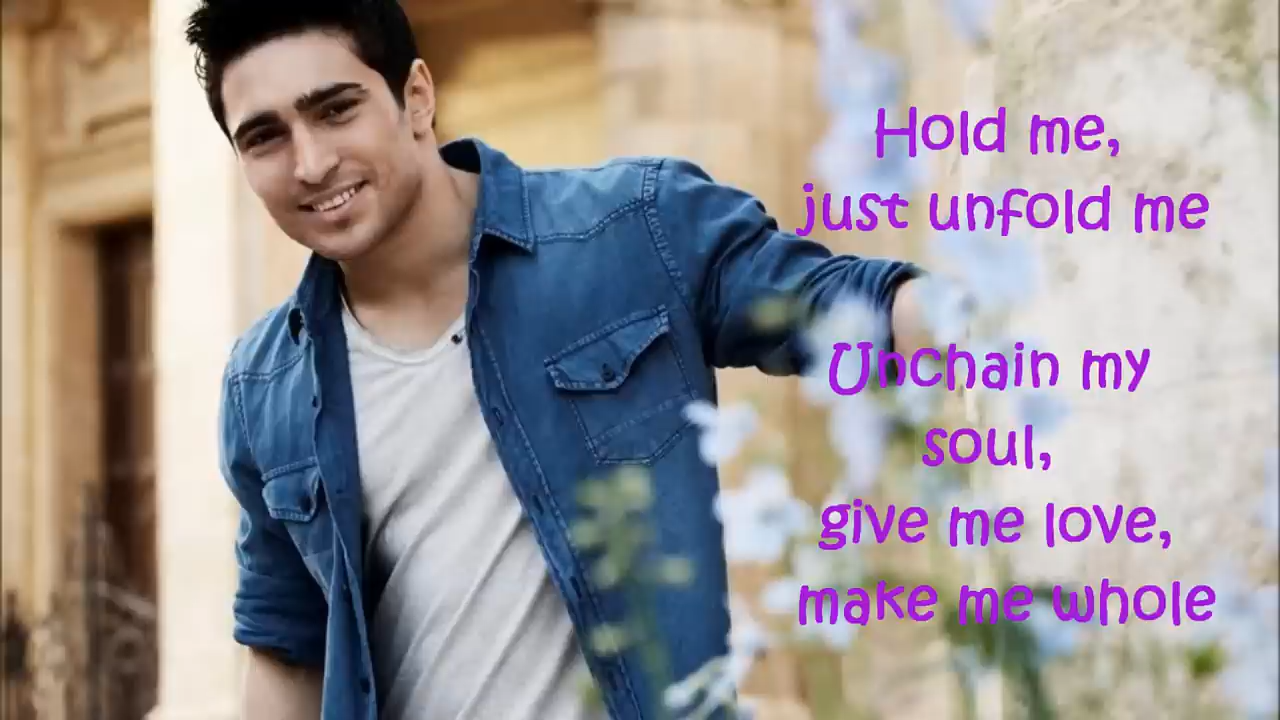 Hold me,
just unfold me
Unchain my
soul,
give me love,
make me whole